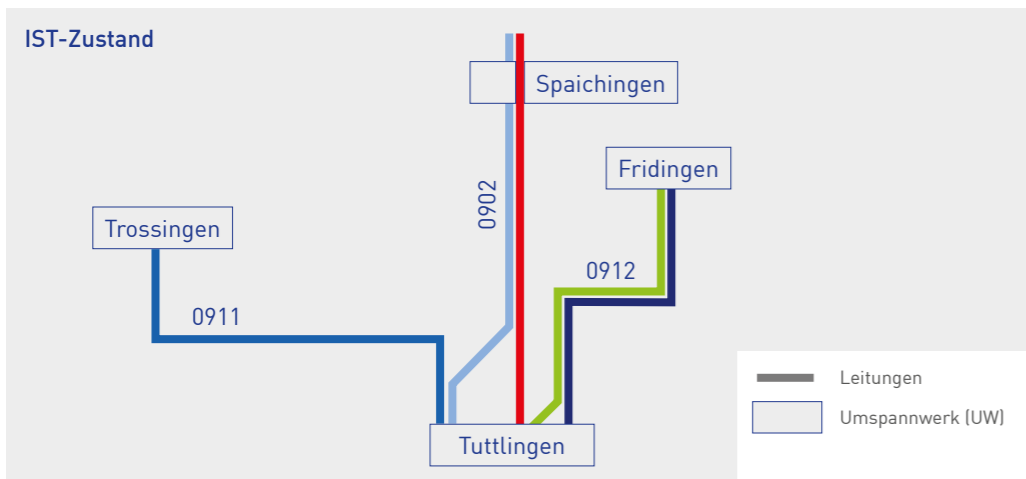 IST-Zustand
Spaichingen
Fridingen
0902
Trossingen
0912
0911
Leitungen
Umspannwerk (UW)
Tuttlingen